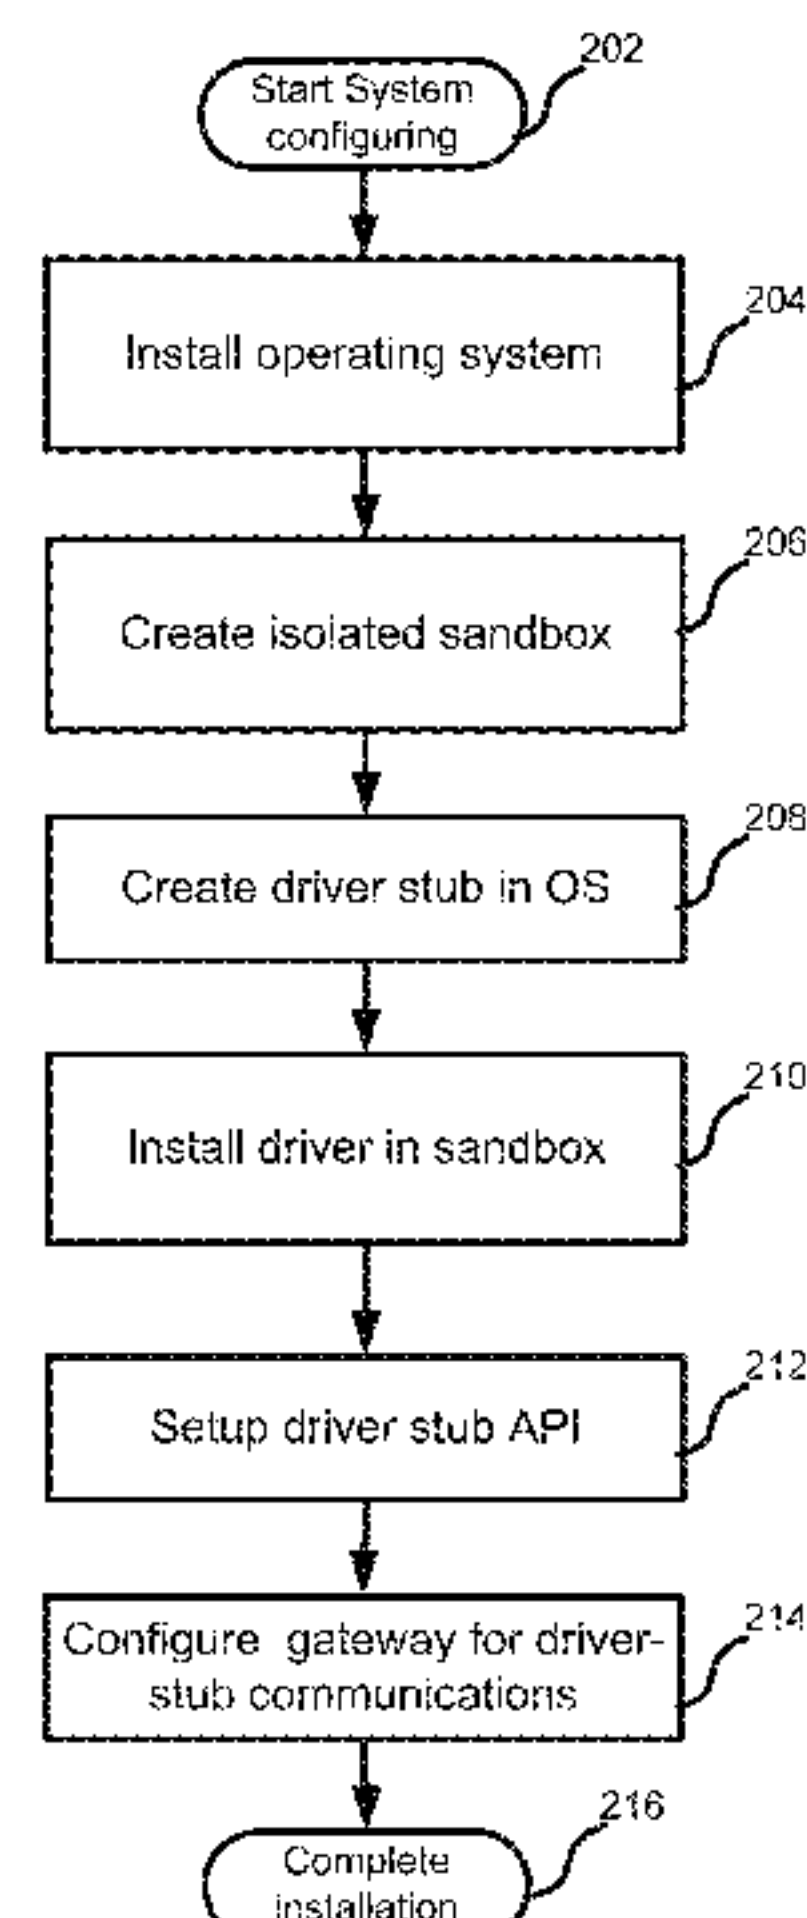 202
Start System
configuring
204
Install operating system
206
Create isolated sandbox
208
Create driver stub in OS
210
Install driver in sandbox
212
Setup driver stub API
214
Configure gateway for driver-
stub communications
216
Complete
installation